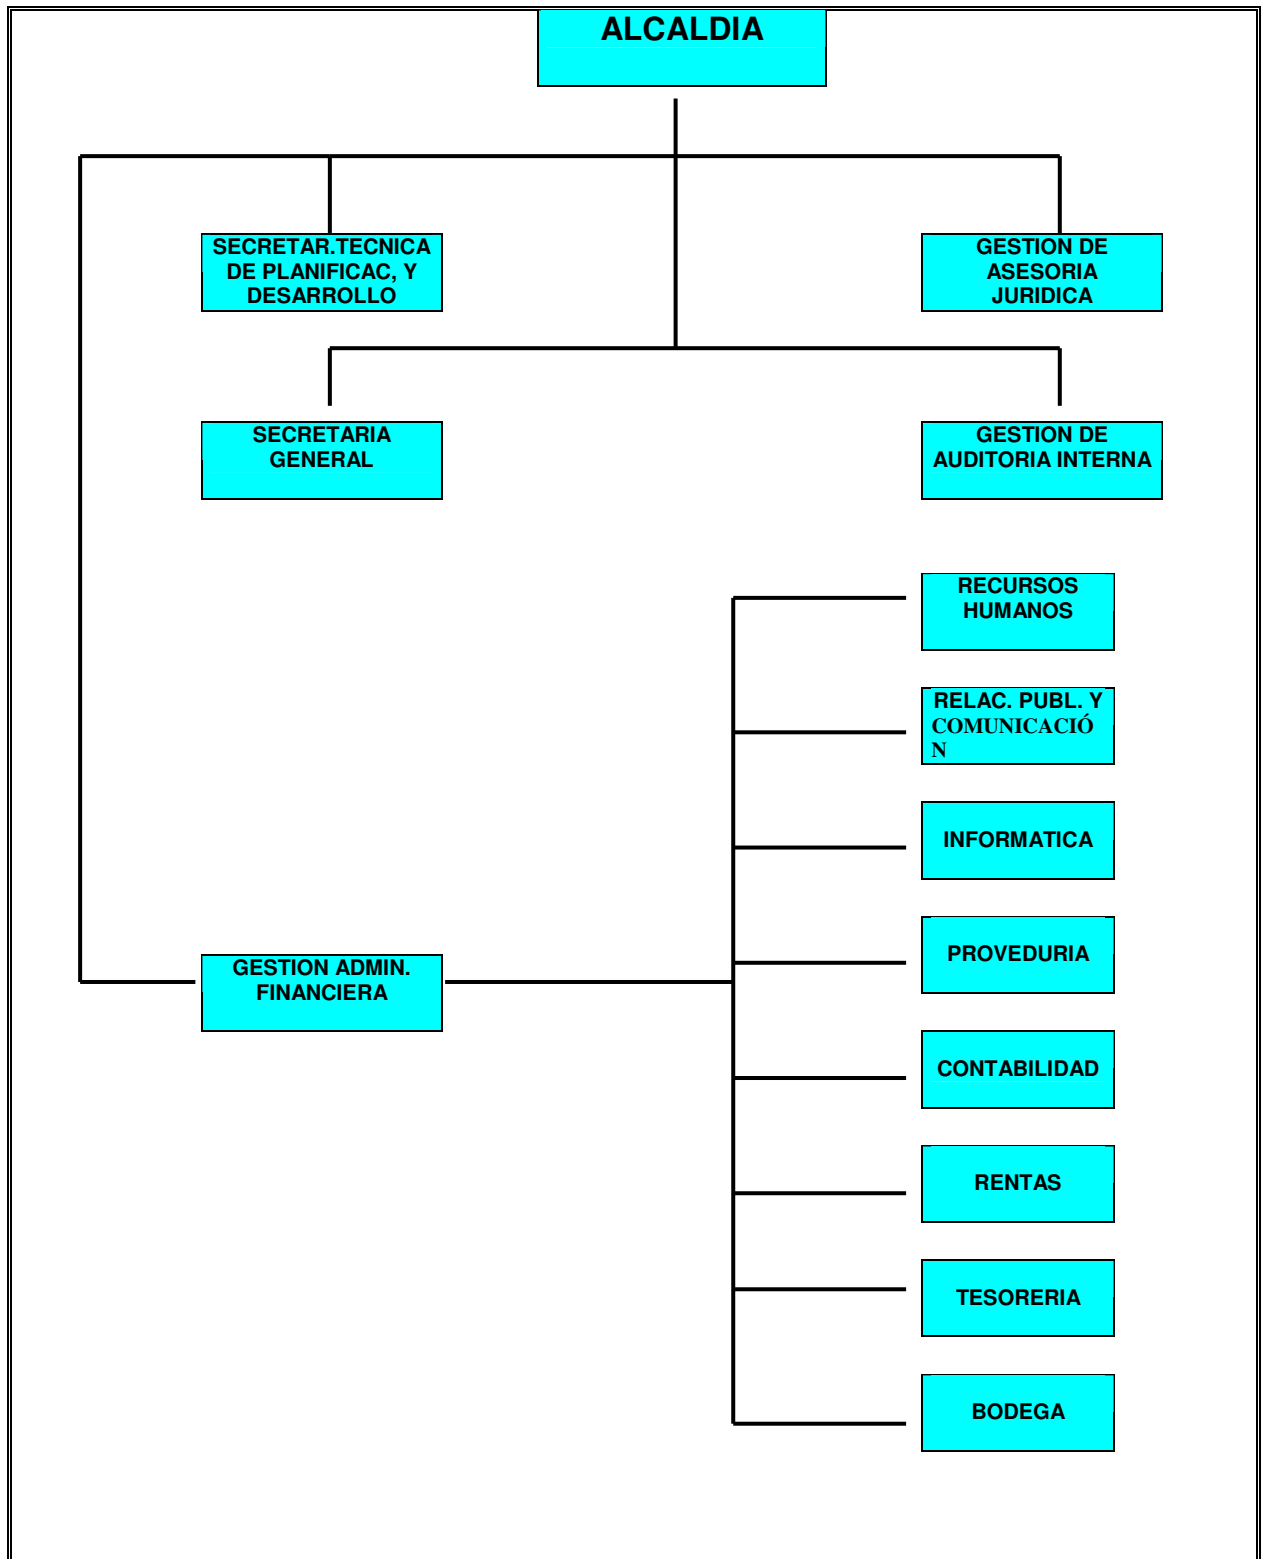 ALCALDIA
SECRETAR.TECNICA
DE PLANIFICAC, Y
DESARROLLO
GESTION DE
ASESORIA
JURIDICA
SECRETARIA
GENERAL
GESTION DE
AUDITORIA INTERNA
RECURSOS
HUMANOS
RELAC. PUBL. Y
COMUNICACIÓ
N
INFORMATICA
PROVEDURIA
GESTION ADMIN.
FINANCIERA
CONTABILIDAD
RENTAS
TESORERIA
BODEGA